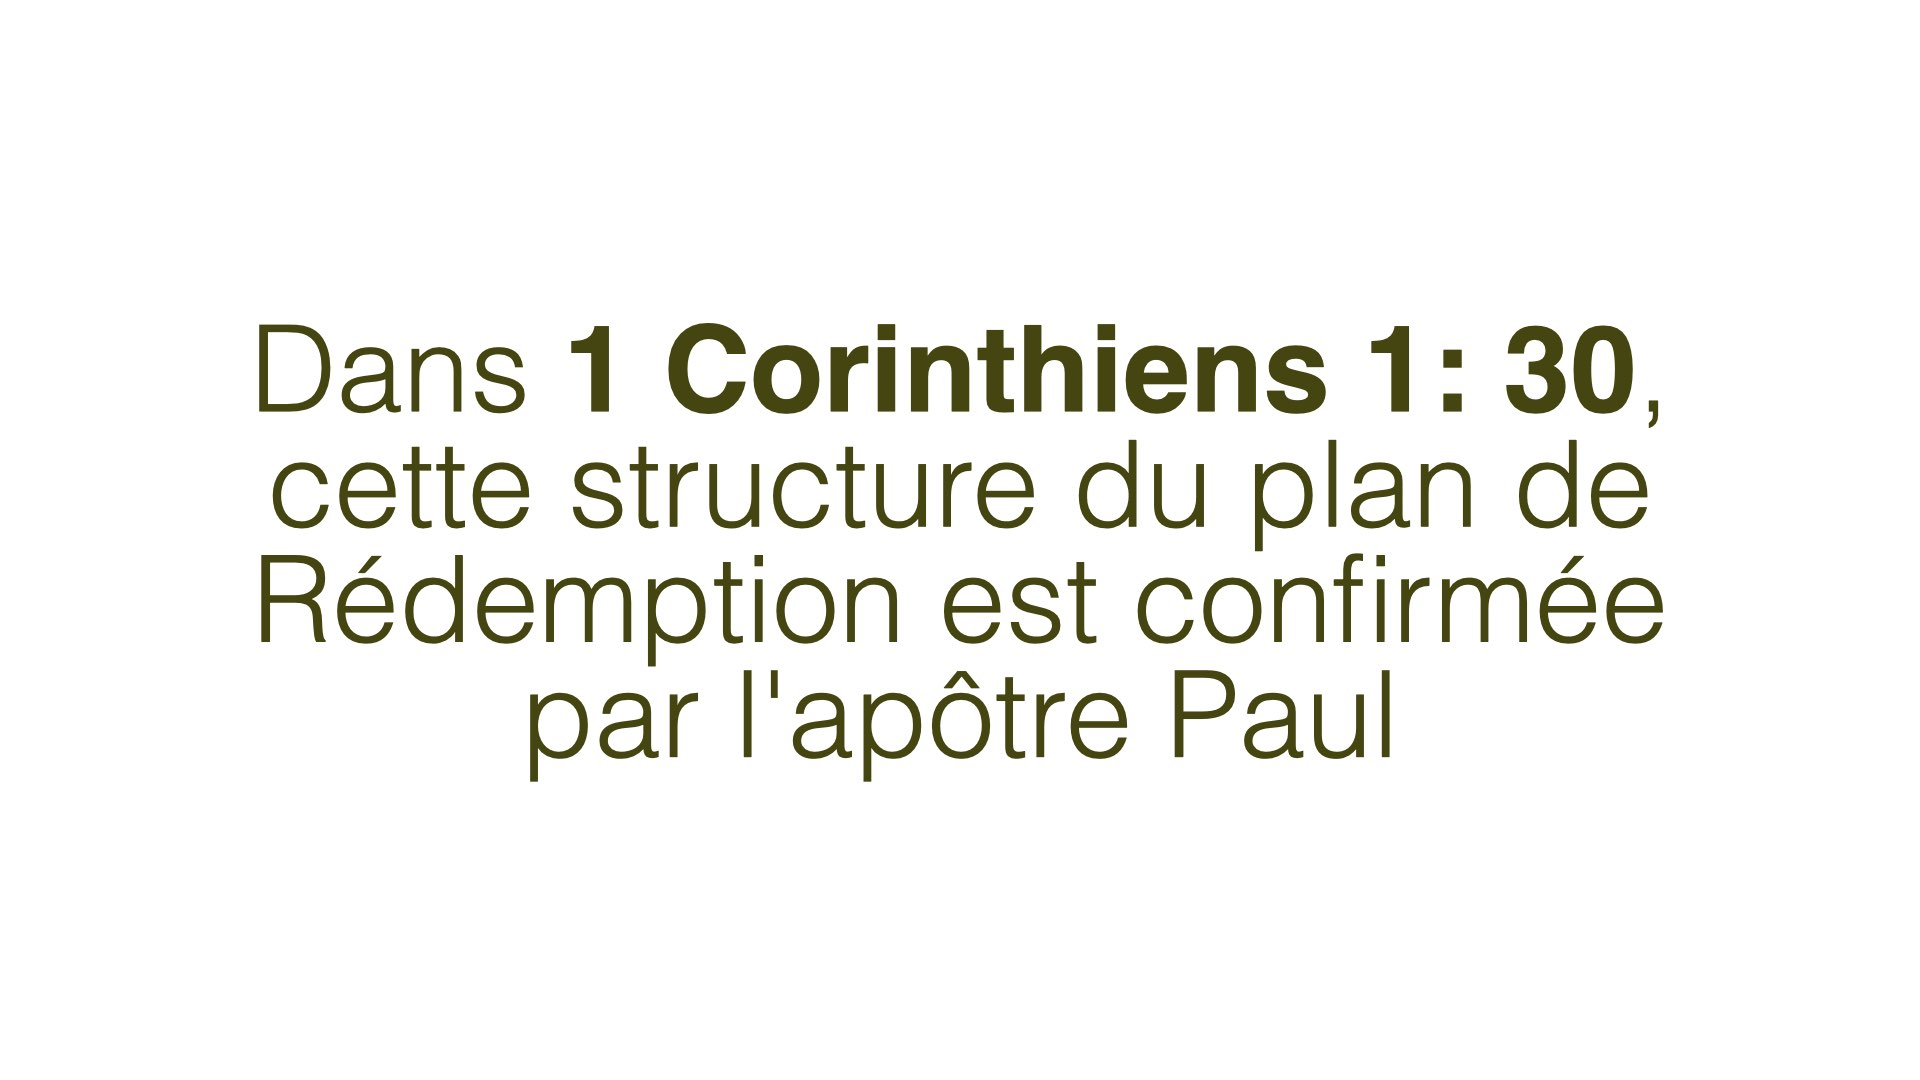 Dans 1 Corinthiens 1: 30,
cette structure du plan de
Rédemption est confirmée
par l'apôtre Paul